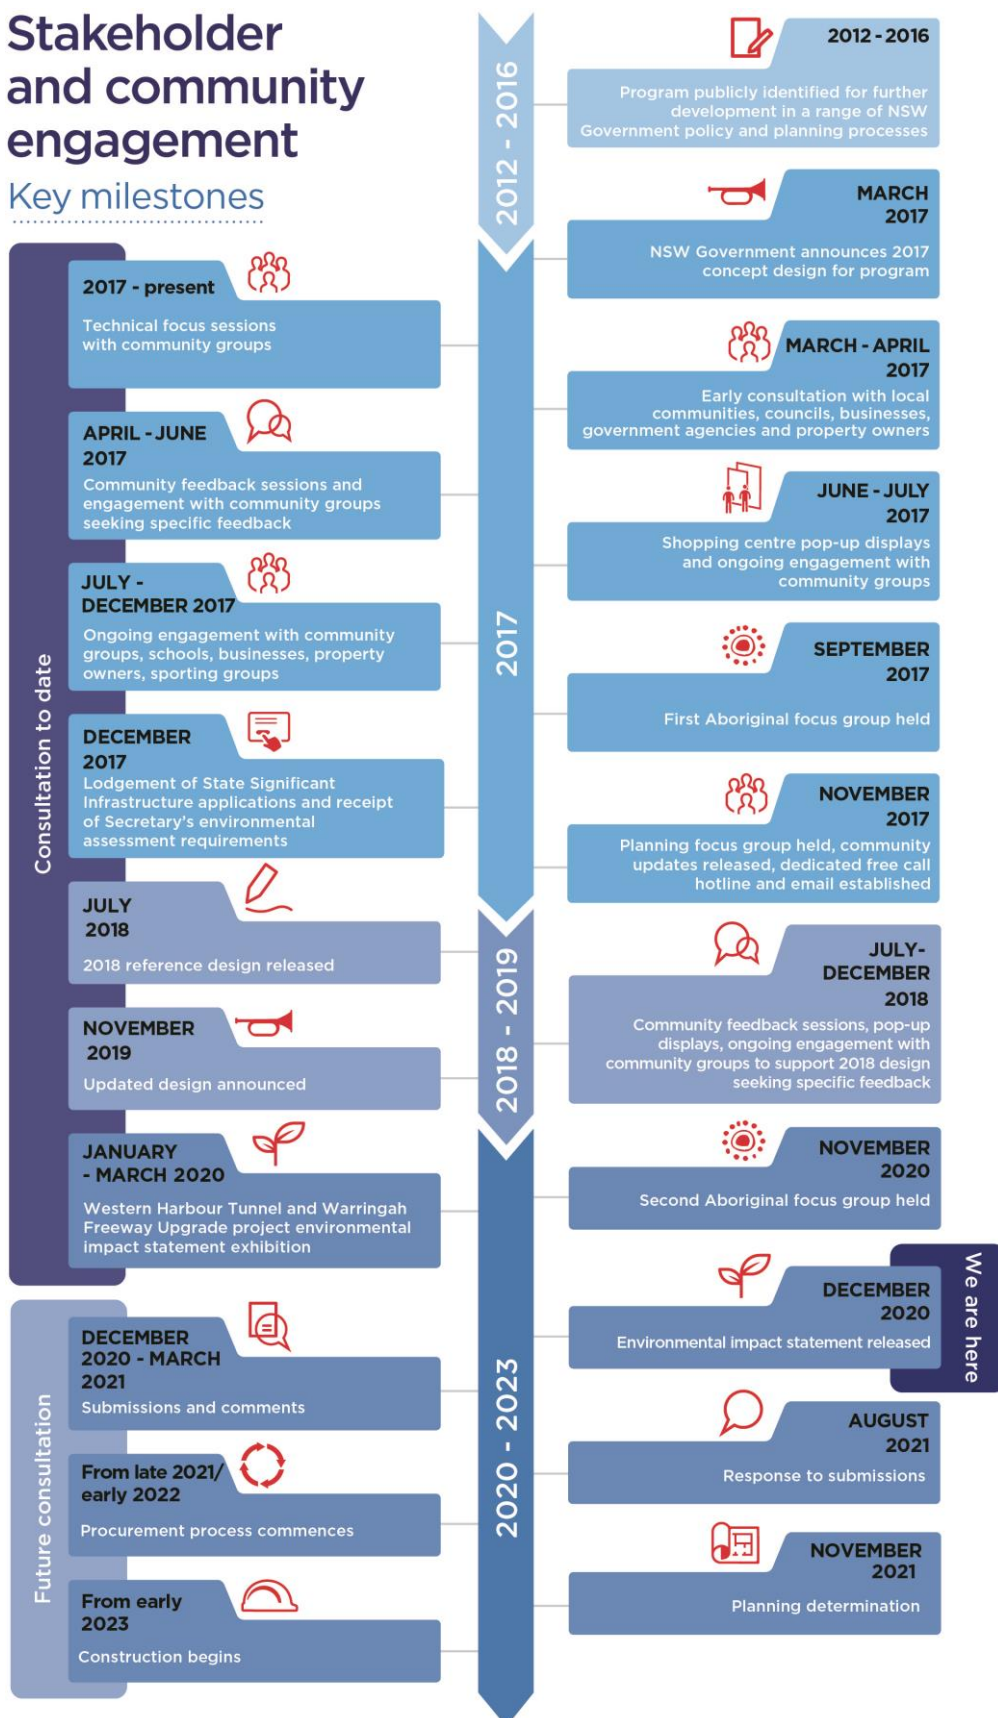 Stakeholder
and community
engagement
Key milestones
2012 - 2016
2012 - 2016
Program publicly identified for further
development in a range of NSW
Government policy and planning processes
MARCH
2017
NSW Government announces 2017
concept design for program
2017
Consultation to date
2017 - present
Technical focus sessions
with community groups
MARCH - APRIL
2017
Early consultation with local
communities, councils, businesses,
government agencies and property owners
APRIL - JUNE
2017
Community feedback sessions and
engagement with community groups
seeking specific feedback
JUNE - JULY
2017
Shopping centre pop-up displays
and ongoing engagement with
community groups
JULY -
DECEMBER 2017
Ongoing engagement with community
groups, schools, businesses, property
owners, sporting groups
SEPTEMBER
2017
First Aboriginal focus group held
DECEMBER
2017
Lodgement of State Significant
Infrastructure applications and receipt
of Secretary's environmental
assessment requirements
NOVEMBER
2017
Planning focus group held, community
updates released, dedicated free call
hotline and email established
2018 - 2019
JULY
2018
2018 reference design released
JULY-
DECEMBER
2018
Community feedback sessions, pop-up
displays, ongoing engagement with
community groups to support 2018 design
seeking specific feedback
NOVEMBER
2019
Updated design announced
2020 - 2023
JANUARY
- MARCH 2020
Western Harbour Tunnel and Warringah
Freeway Upgrade project environmental
impact statement exhibition
NOVEMBER
2020
Second Aboriginal focus group held
DECEMBER
2020
Environmental impact statement released
We are here
Future consultation
DECEMBER
2020 - MARCH
2021
Submissions and comments
AUGUST
2021
Response to submissions
From late 2021/
early 2022
Procurement process commences
NOVEMBER
2021
Planning determination
From early
2023
Construction begins